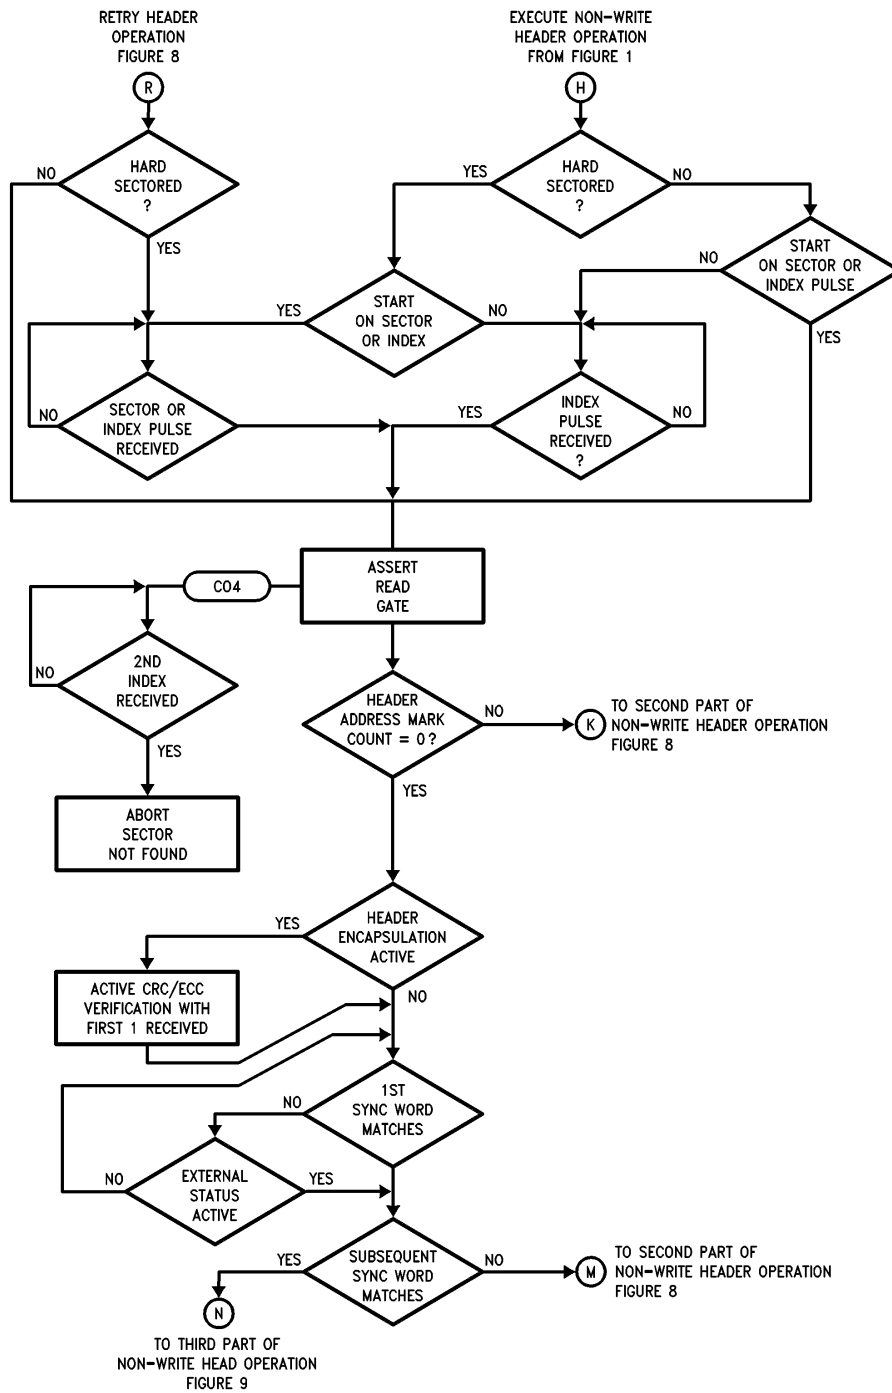 RETRY HEADER
OPERATION
FIGURE 8
R
EXECUTE NON-WRITE
HEADER OPERATION
FROM FIGURE 1
H
NO
HARD
SECTORED
?
YES
YES
HARD
SECTORED
?
NO
NO
START
ON SECTOR OR
INDEX PULSE
YES
YES
START
ON SECTOR
OR INDEX
NO
NO
SECTOR OR
INDEX PULSE
RECEIVED
YES
INDEX
PULSE
RECEIVED
?
NO
ASSERT
READ
GATE
CO4
NO
2ND
INDEX
RECEIVED
YES
ABORT
SECTOR
NOT FOUND
HEADER
ADDRESS MARK
COUNT = 0?
NO
K
TO SECOND PART OF
NON-WRITE HEADER OPERATION
FIGURE 8
YES
YES
HEADER
ENCAPSULATION
ACTIVE
NO
ACTIVE CRC/ECC
VERIFICATION WITH
FIRST 1 RECEIVED
NO
1ST
SYNC WORD
MATCHES
NO
EXTERNAL
STATUS
ACTIVE
YES
YES
SUBSEQUENT
SYNC WORD
MATCHES
NO
M
TO SECOND PART OF
NON-WRITE HEADER OPERATION
FIGURE 8
N
TO THIRD PART OF
NON-WRITE HEAD OPERATION
FIGURE 9